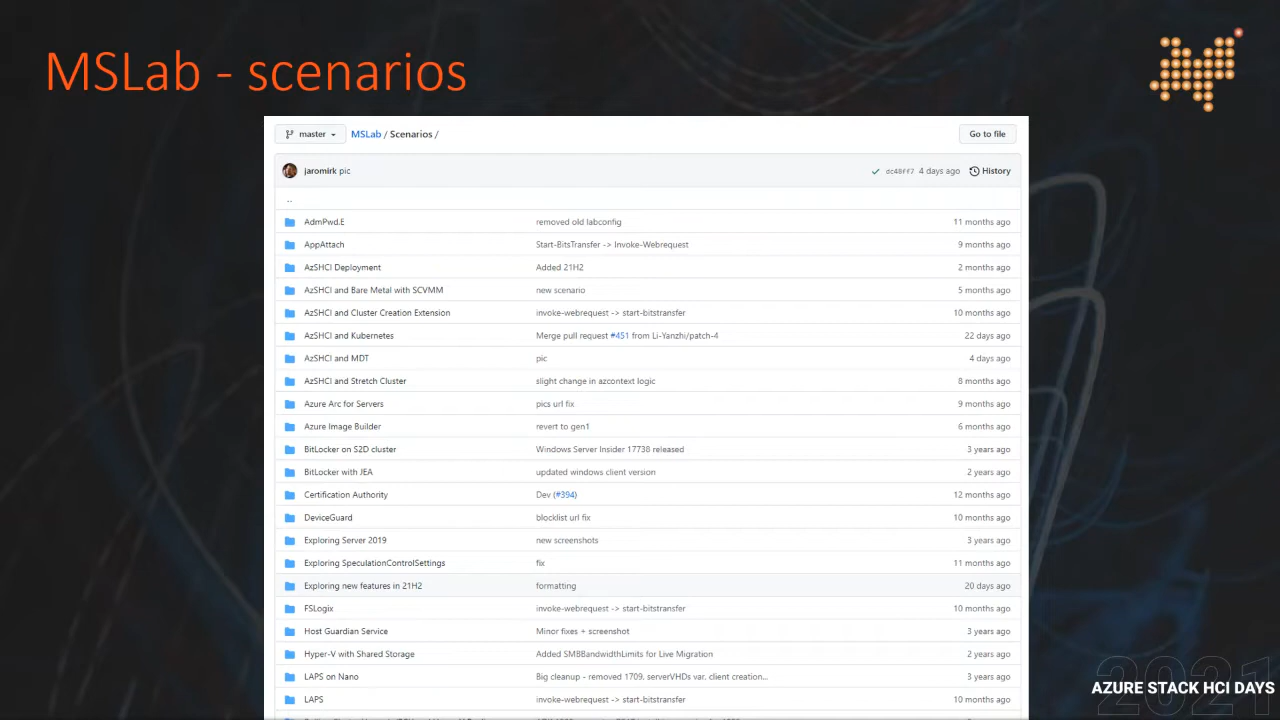 MSLab - scenarios
master MSLab / Scenarios / Go to file
jaromirk pic dc48ff7 4 days ago History
..
AdmPwd.E removed old labconfig 11 months ago
AppAttach Start-BitsTransfer -> Invoke-Webrequest 9 months ago
AzSHCI Deployment Added 21H2 2 months ago
AzSHCI and Bare Metal with SCVMM new scenario 5 months ago
AzSHCI and Cluster Creation Extension invoke-webrequest -> start-bitstransfer 10 months ago
AzSHCI and Kubernetes Merge pull request #451 from Li-Yanzhi/patch-4 22 days ago
AzSHCI and MDT pic 4 days ago
AzSHCI and Stretch Cluster slight change in azcontext logic 8 months ago
Azure Arc for Servers pics url fix 9 months ago
Azure Image Builder revert to gen1 6 months ago
BitLocker on S2D cluster Windows Server Insider 17738 released 3 years ago
BitLocker with JEA updated windows client version 2 years ago
Certification Authority Dev (#394) 12 months ago
DeviceGuard blocklist url fix 10 months ago
Exploring Server 2019 new screenshots 3 years ago
Exploring SpeculationControlSettings fix 11 months ago
Exploring new features in 21H2 formatting 20 days ago
FSLogix invoke-webrequest -> start-bitstransfer 10 months ago
Host Guardian Service Minor fixes + screenshot 3 years ago
Hyper-V with Shared Storage Added SMBBandwidthLimits for Live Migration 2 years ago
LAPS on Nano Big cleanup - removed 1709. serverVHDs var. client creation... 3 years ago
LAPS invoke-webrequest -> start-bitstransfer 10 months ago
2021
AZURE STACK HCI DAYS